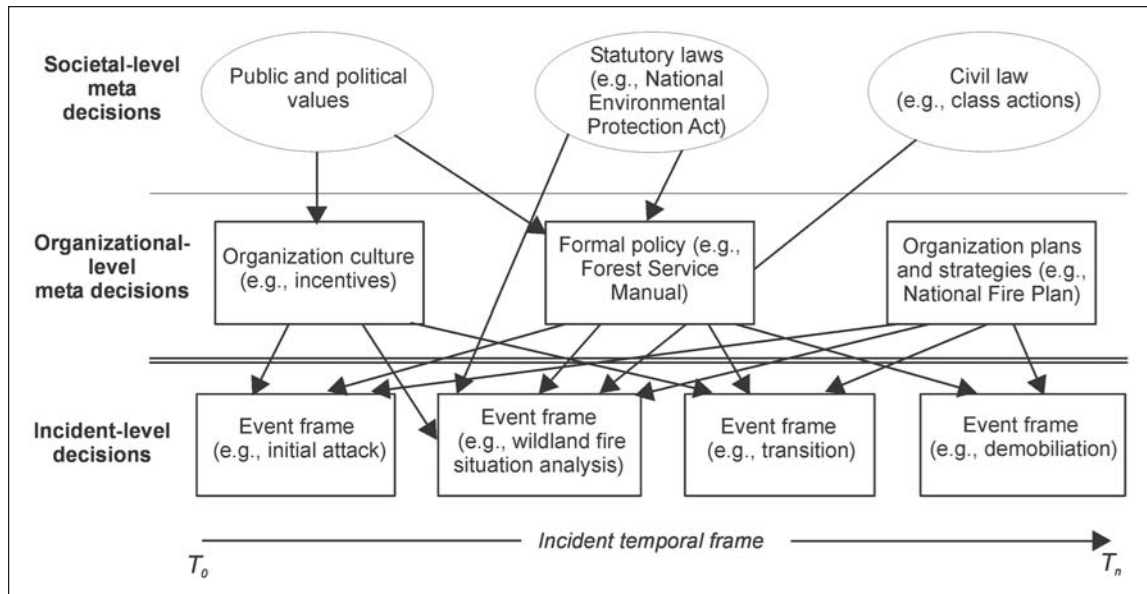 Societal-level
meta
decisions
Public and political
values
Statutory laws
(e.g., National
Environmental
Protection Act)
Civil law
(e.g., class actions)
Organizational-
level
meta decisions
Organization culture
(e.g., incentives)
Formal policy (e.g.,
Forest Service
Manual)
Organization plans
and strategies (e.g.,
National Fire Plan)
Incident-level
decisions
Event frame
(e.g., initial attack)
Event frame
(e.g., wildland fire
situation analysis)
Event frame
(e.g., transition)
Event frame
(e.g., demobiliation)
Incident temporal frame
T0
Tn